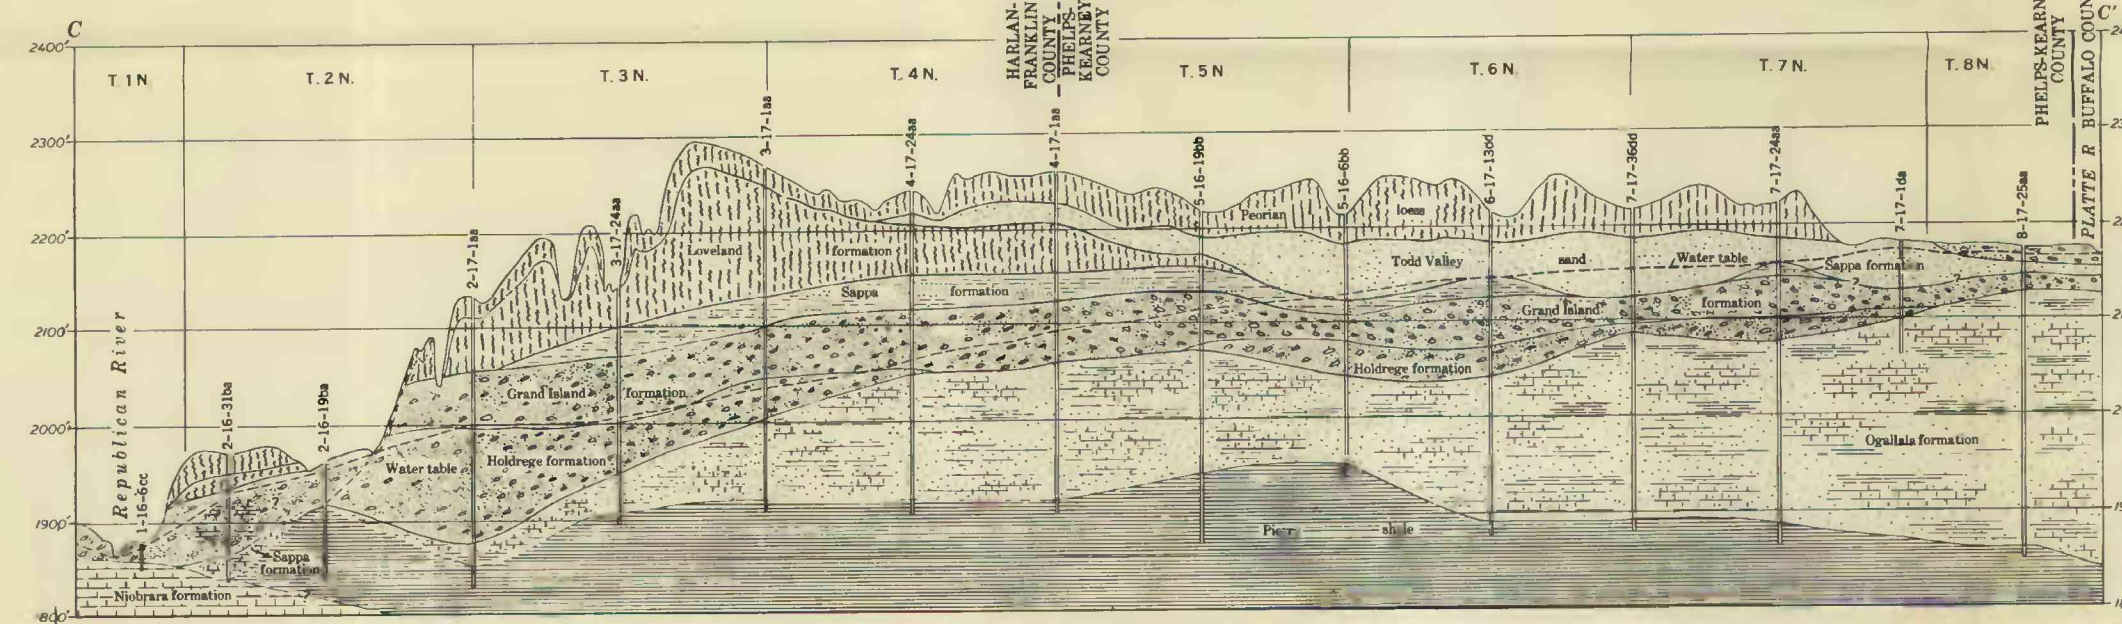 C
C'
HARLAN-
FRANKLIN
COUNTY
PHELPS-
KEARNEY
COUNTY
COUNTY
PLATTE R
2400'
T. 1 N
T. 2 N.
T. 3 N.
T. 4 N.
T. 5 N
T. 6 N.
T. 7 N.
T. 8 N.
2300'
2200'
2100'
2000'
1900'
Republican River
1-16-6cc
2-16-31ba
2-16-19ba
2-17-1aa
3-17-24aa
3-17-1aa
4-17-24aa
4-17-1aa
5-16-19bb
5-16-6bb
6-17-13dd
7-17-36dd
7-17-24aa
7-17-1da
8-17-25aa
Peorian loess
Loveland formation
Todd Valley sand
Water table
Sappa formation
Sappa formation
Grand Island formation
Grand Island formation
Holdrege formation
Water table
Holdrege formation
Ogallala formation
shale
Sappa
formation
Niobrara formation
?
?